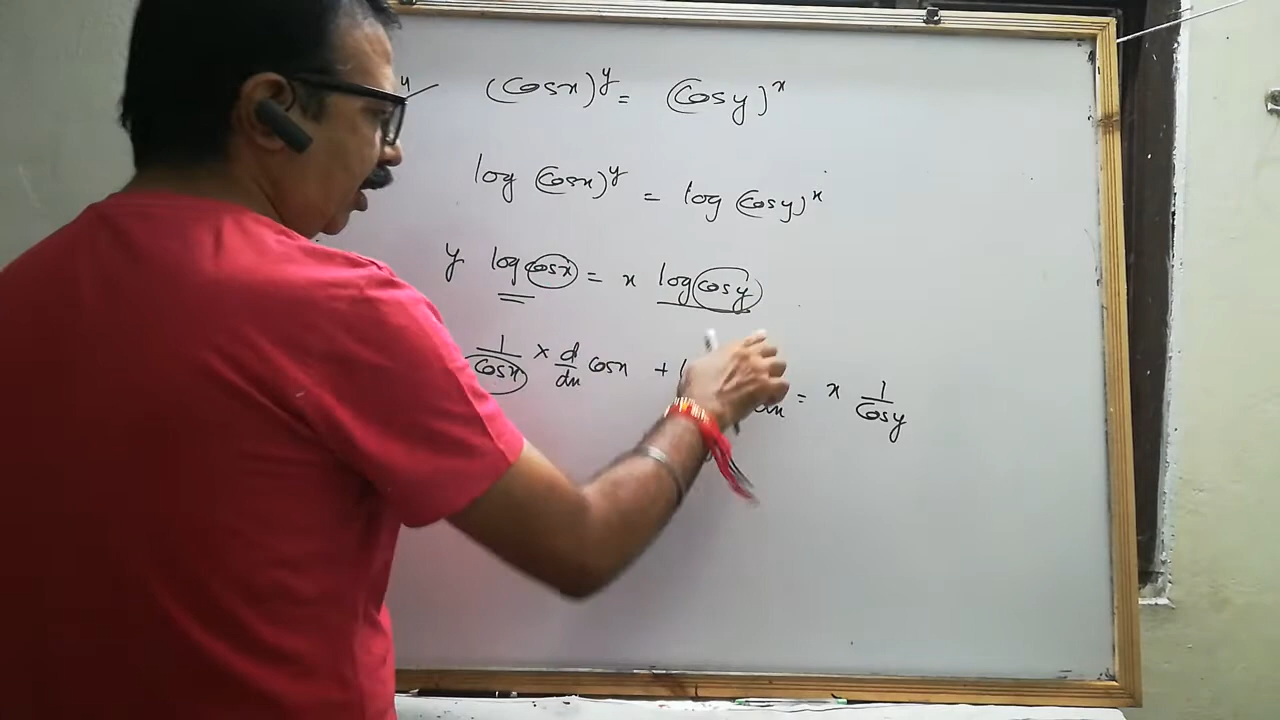 (Cosx)^y = (Cosy)^x
log (Cosx)^y = log (Cosy)^x
y log cosx = x log cosy
1/Cosx × d/dx cosx + = x 1/Cosy